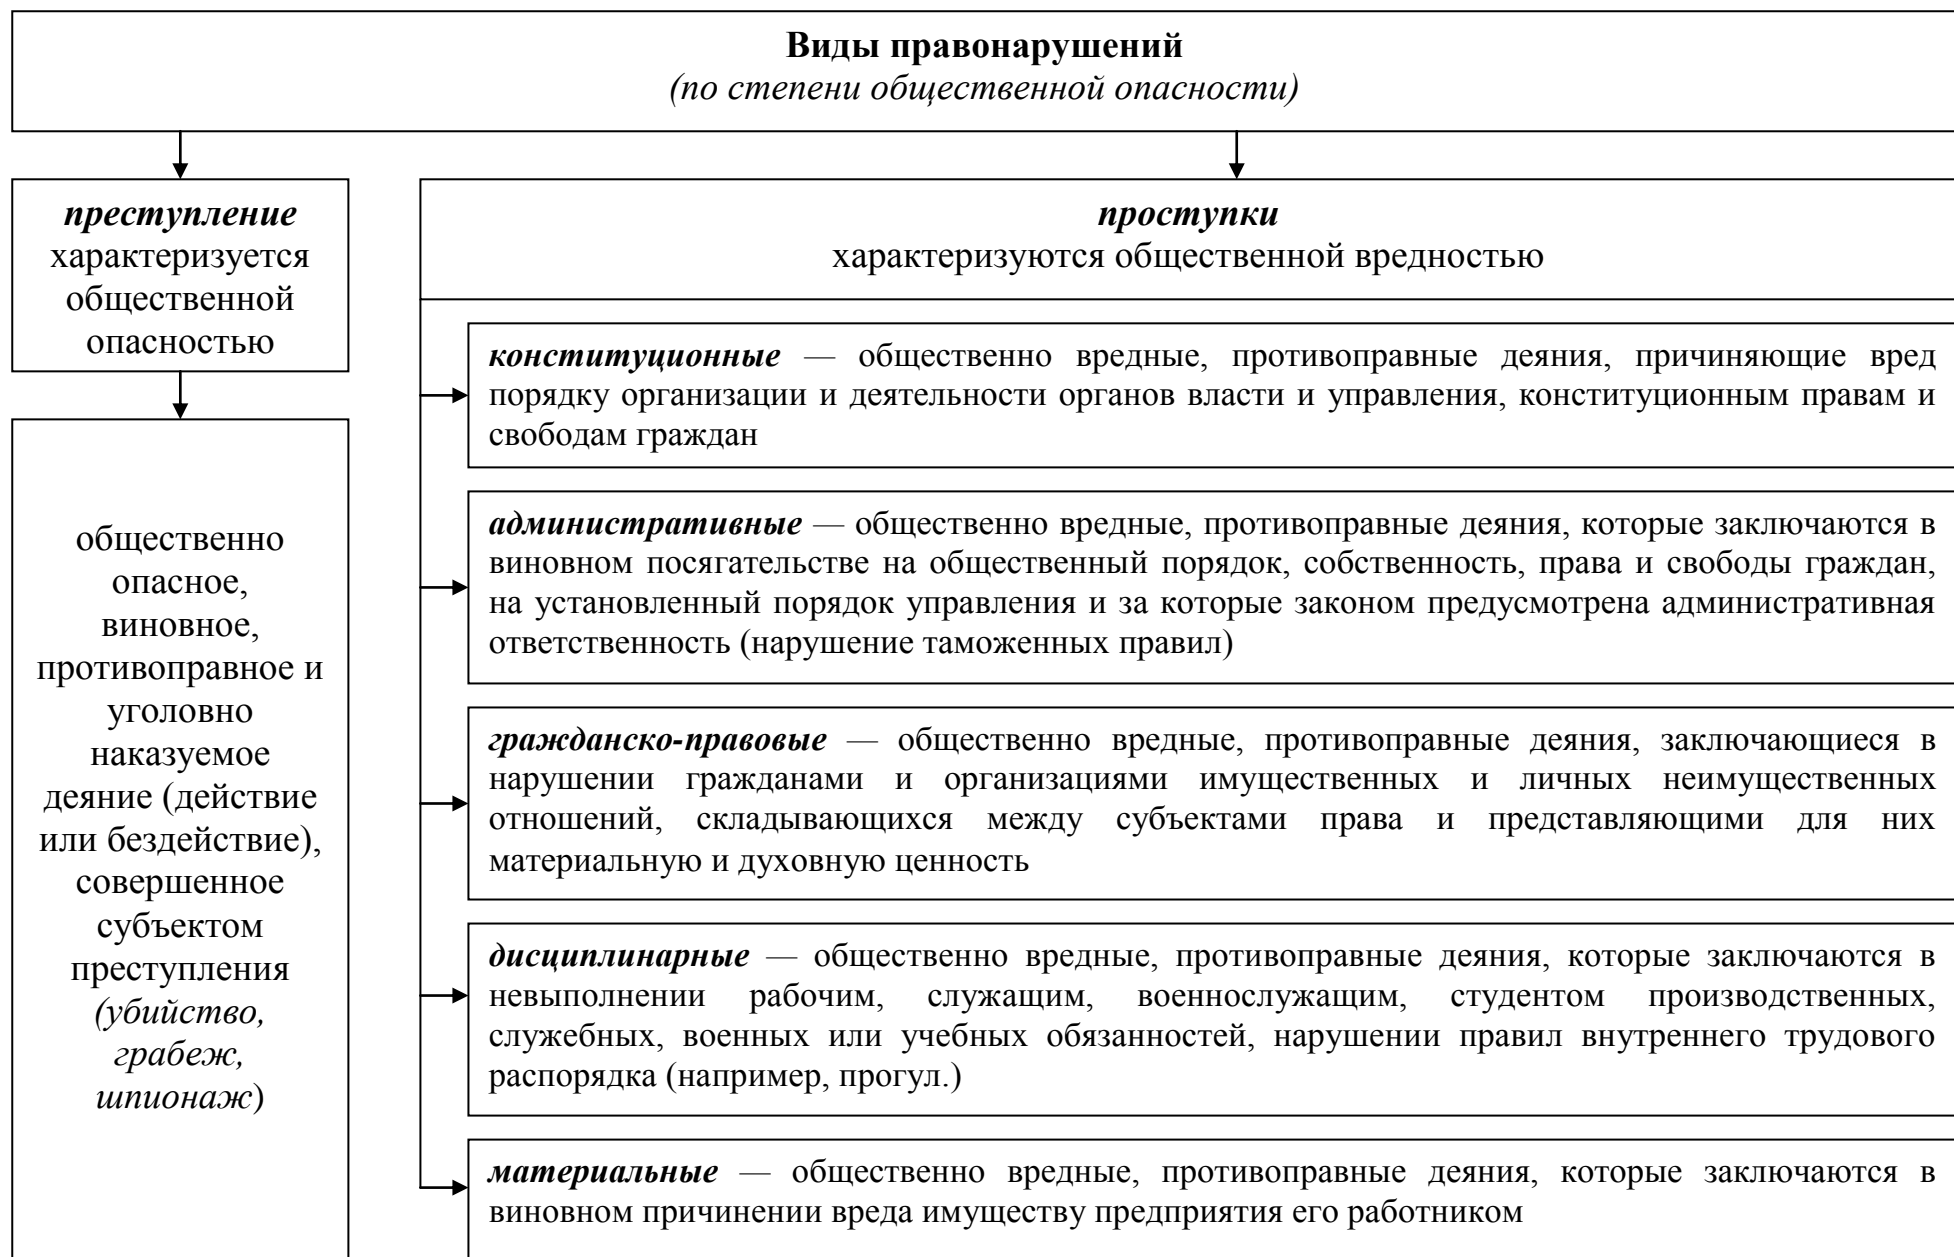 Виды правонарушений
(по степени общественной опасности)
преступление
характеризуется
общественной
опасностью
общественно
опасное,
виновное,
противоправное и
уголовно
наказуемое
деяние (действие
или бездействие),
совершенное
субъектом
преступления
(убийство,
грабеж,
шпионаж)
проступки
характеризуются общественной вредностью
конституционные — общественно вредные, противоправные деяния, причиняющие вред
порядку организации и деятельности органов власти и управления, конституционным правам и
свободам граждан
административные — общественно вредные, противоправные деяния, которые заключаются в
виновном посягательстве на общественный порядок, собственность, права и свободы граждан,
на установленный порядок управления и за которые законом предусмотрена административная
ответственность (нарушение таможенных правил)
гражданско-правовые — общественно вредные, противоправные деяния, заключающиеся в
нарушении гражданами и организациями имущественных и личных неимущественных
отношений, складывающихся между субъектами права и представляющими для них
материальную и духовную ценность
дисциплинарные — общественно вредные, противоправные деяния, которые заключаются в
невыполнении рабочим, служащим, военнослужащим, студентом производственных,
служебных, военных или учебных обязанностей, нарушении правил внутреннего трудового
распорядка (например, прогул.)
материальные — общественно вредные, противоправные деяния, которые заключаются в
виновном причинении вреда имуществу предприятия его работником